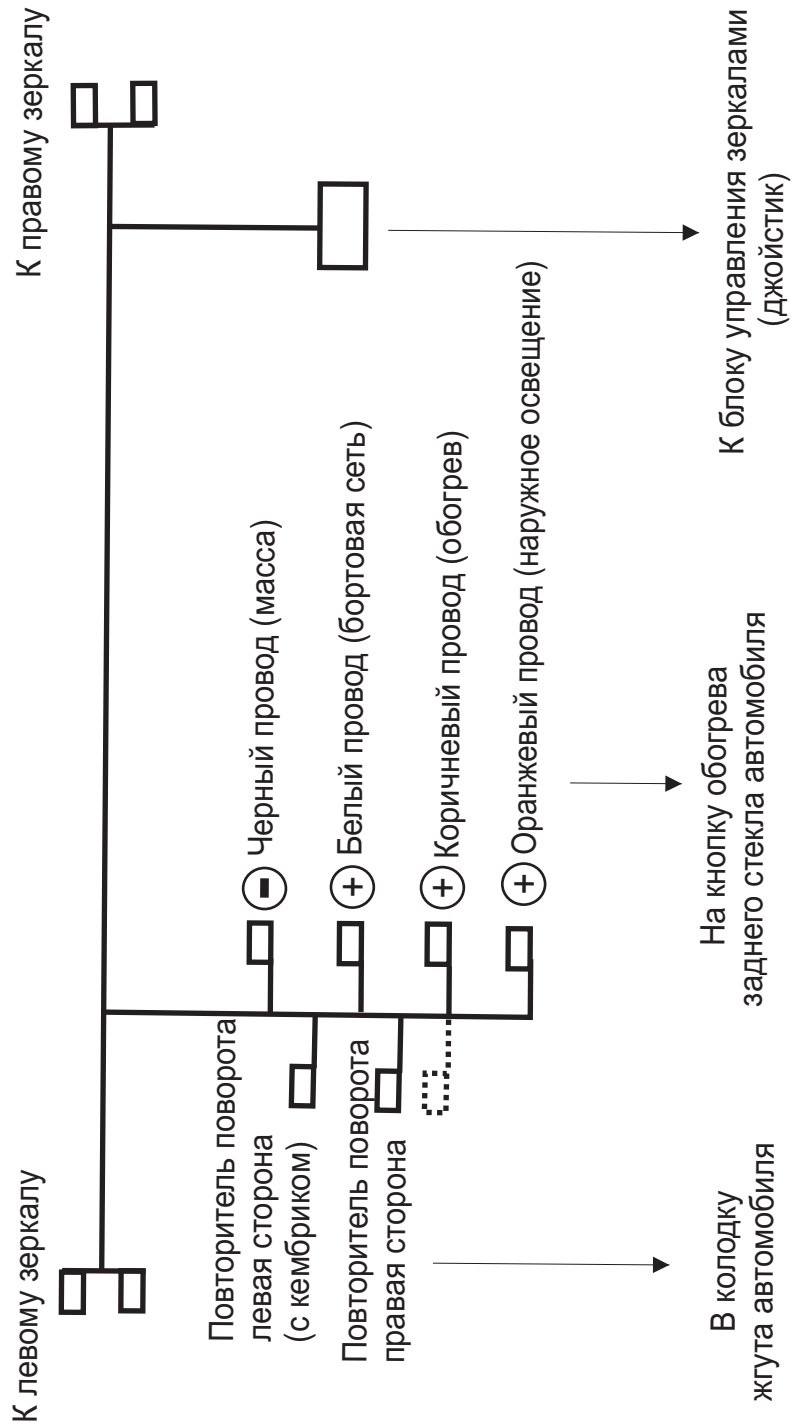 К левому зеркалу
К правому зеркалу
Повторитель поворота
левая сторона
(с кембриком)
Повторитель поворота
правая сторона
Черный провод (масса)
+ Белый провод (бортовая сеть)
+ Коричневый провод (обогрев)
+ Оранжевый провод (наружное освещение)
В колодку
жгута автомобиля
На кнопку обогрева
заднего стекла автомобиля
К блоку управления зеркалами
(джойстик)